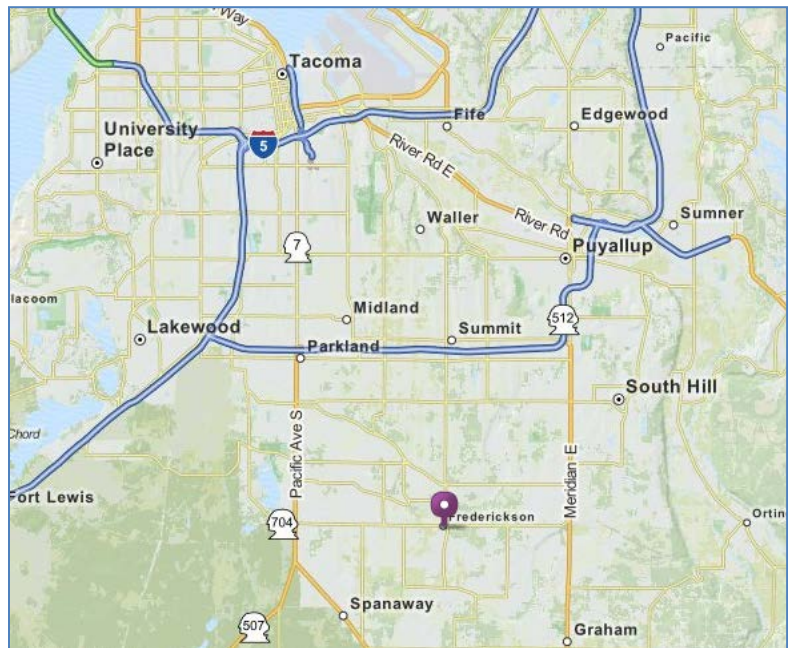 Way
Pacific
Tacoma
Fife
Edgewood
University
Place
5
River Rd E
River Rd
Waller
Sumner
7
Puyallup
lacoom
Midland
512
Lakewood
Summit
Parkland
South Hill
Chord
Pacific Ave S
Meridian E
Fort Lewis
Frederickson
Ortin
704
Spanaway
507
Graham